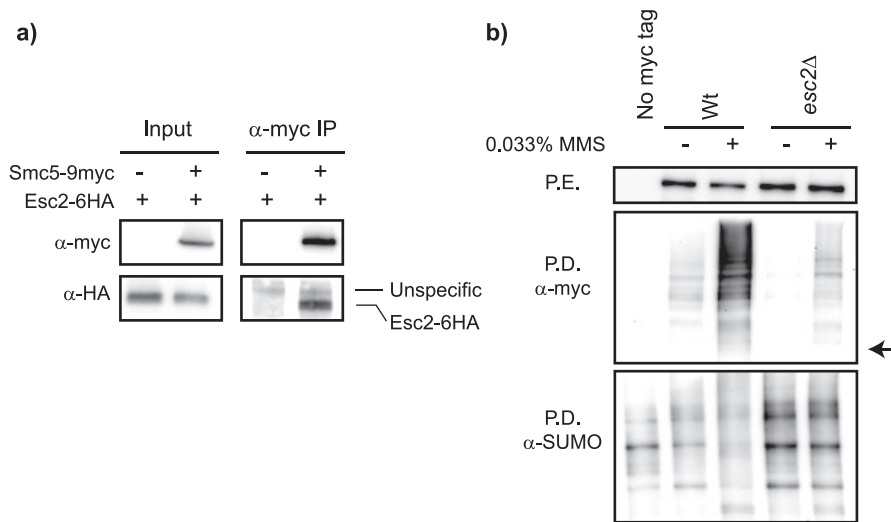 a)
Input
α-myc IP
Smc5-9myc - + - +
Esc2-6HA + + + +
α-myc
α-HA
Unspecific
Esc2-6HA
b)
No myc tag
Wt
esc2Δ
0.033% MMS - + - +
P.E.
P.D.
α-myc
P.D.
α-SUMO